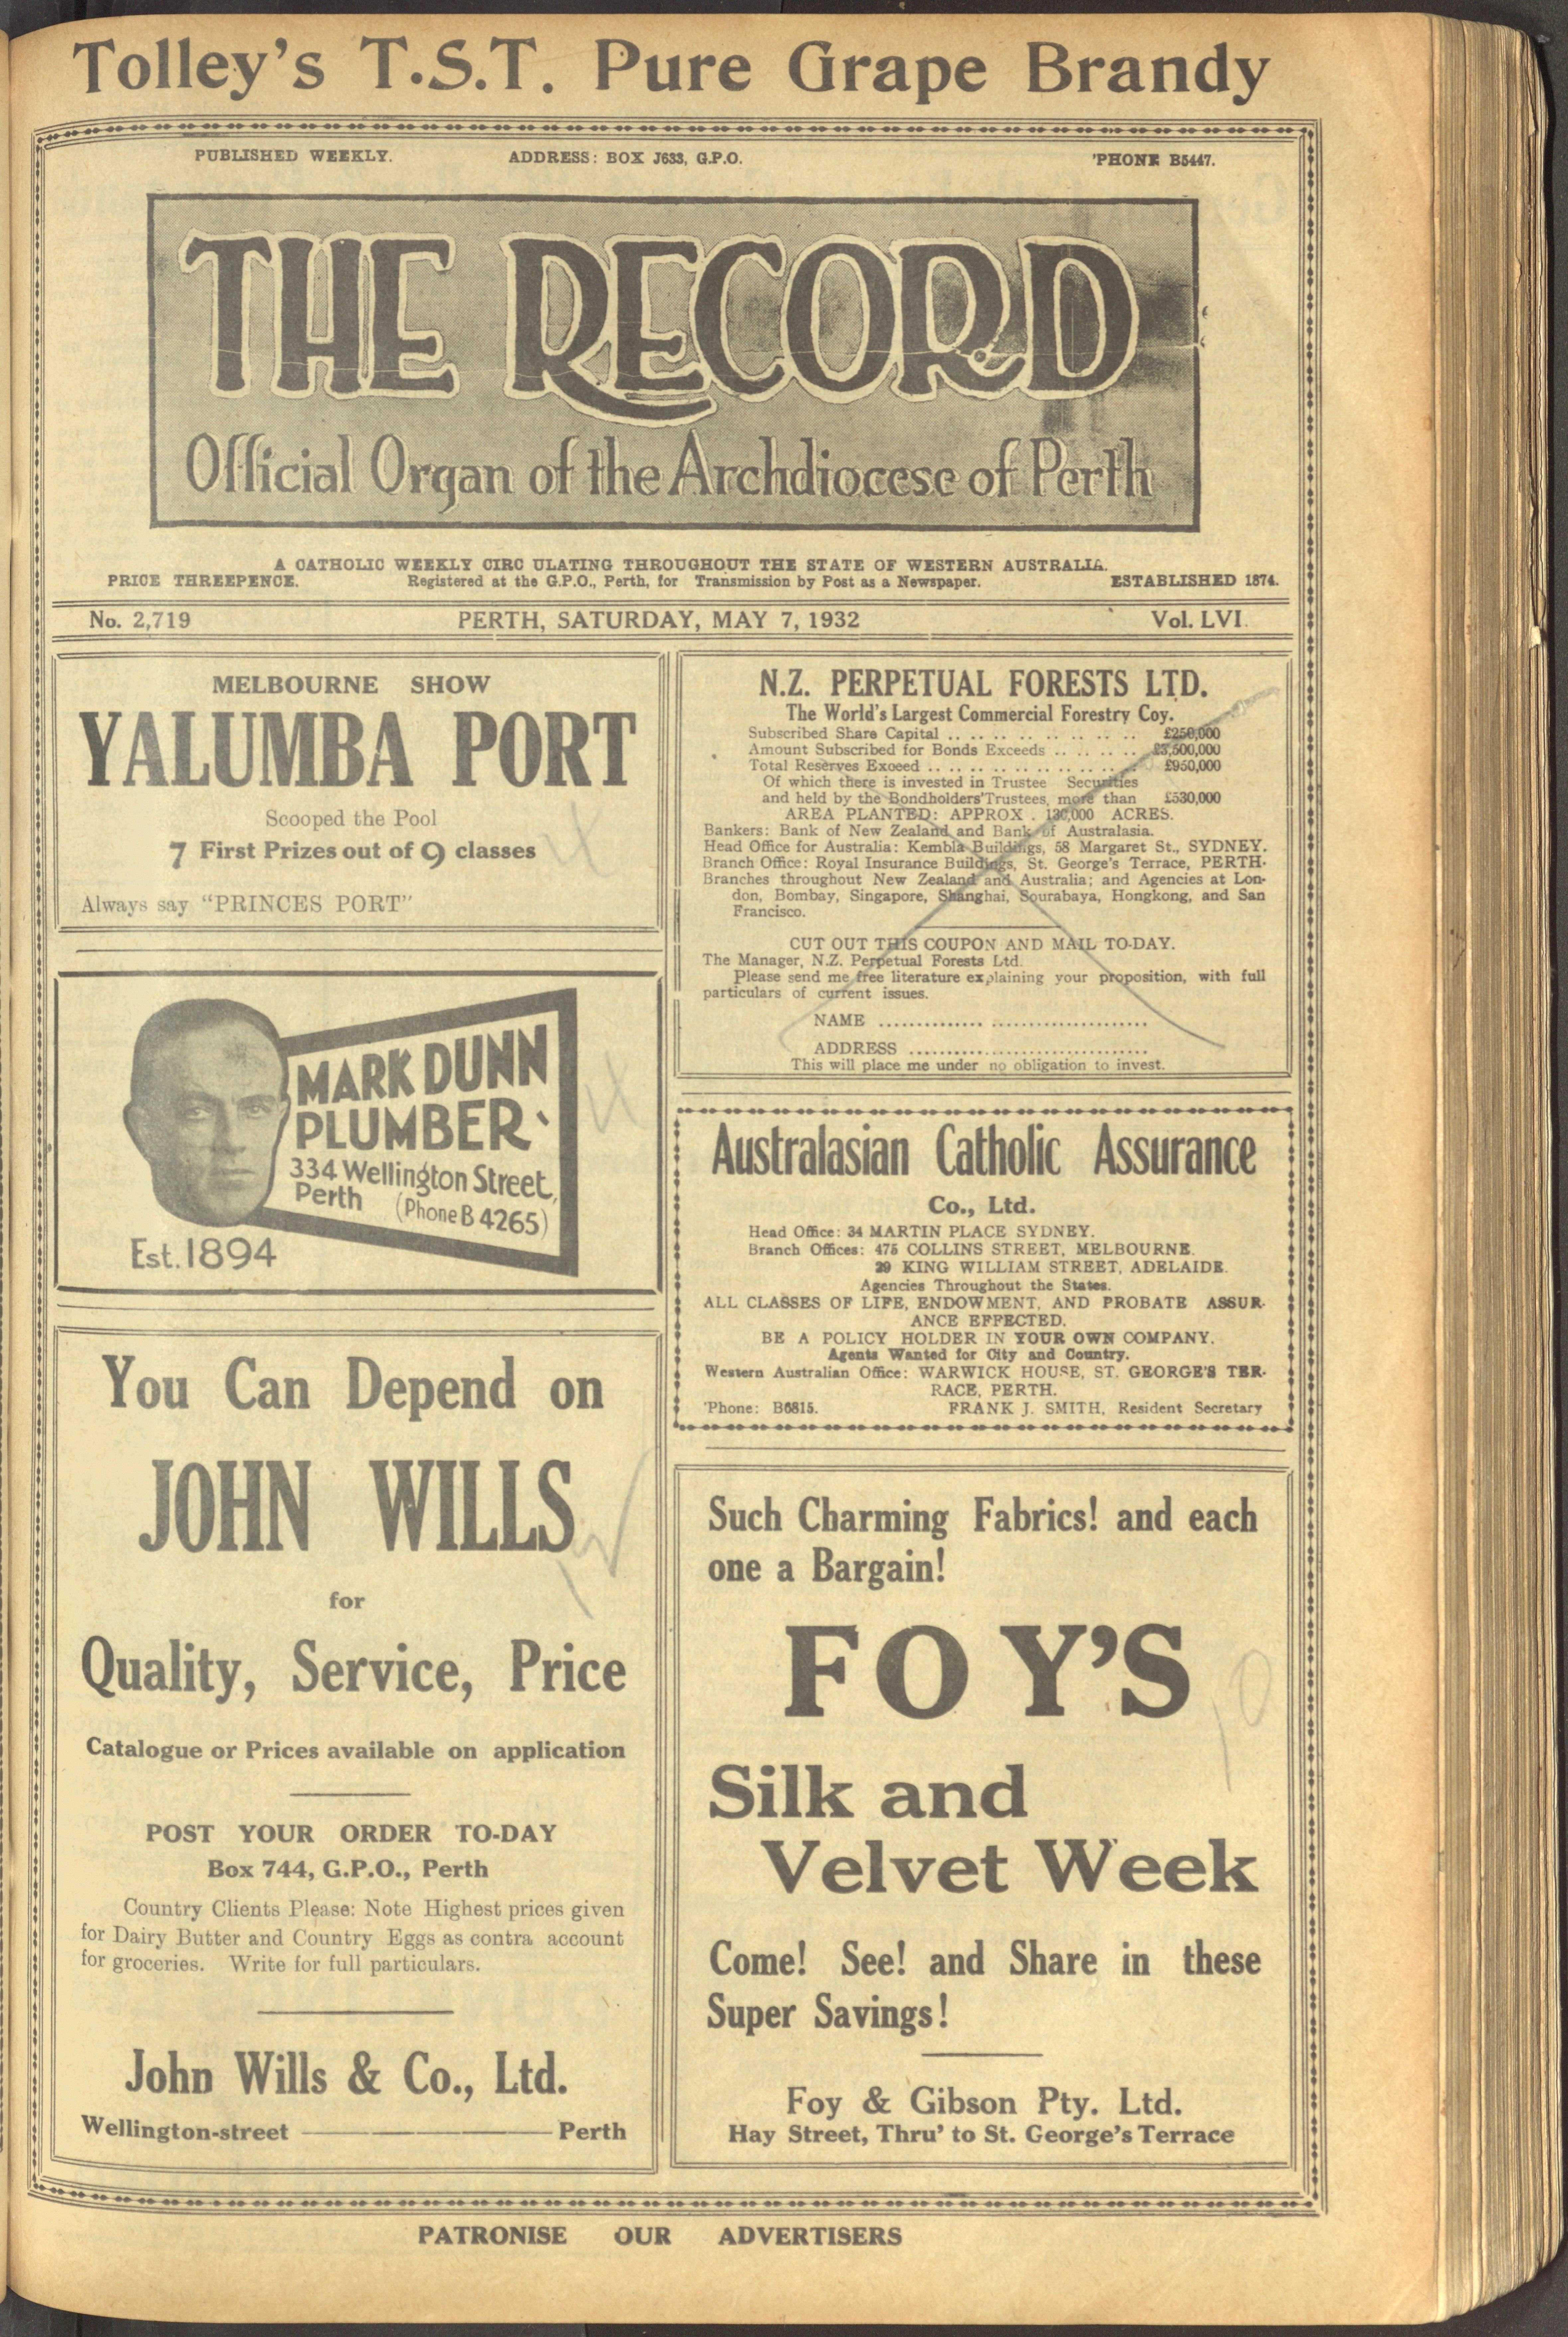 Tolley's T.S.T. Pure Grape Brandy
PUBLISHED WEEKLY. ADDRESS: BOX J633, G.P.O. 'PHONE B5447.
THE RECORD
Official Organ of the Archdiocese of Perth
A CATHOLIC WEEKLY CIRC ULATING THROUGHOUT THE STATE OF WESTERN AUSTRALIA.
PRICE THREEPENCE. Registered at the G.P.O., Perth, for Transmission by Post as a Newspaper. ESTABLISHED 1874.
No. 2,719 PERTH, SATURDAY, MAY 7, 1932 Vol. LVI.
MELBOURNE SHOW
YALUMBA PORT
Scooped the Pool
7 First Prizes out of 9 classes
Always say "PRINCES PORT"
MARK DUNN
PLUMBER
334 Wellington Street,
Perth (Phone B 4265)
Est. 1894
You Can Depend on
JOHN WILLS
for
Quality, Service, Price
Catalogue or Prices available on application
POST YOUR ORDER TO-DAY
Box 744, G.P.O., Perth
Country Clients Please: Note Highest prices given
for Dairy Butter and Country Eggs as contra account
for groceries. Write for full particulars.
John Wills & Co., Ltd.
Wellington-street Perth
N.Z. PERPETUAL FORESTS LTD.
The World's Largest Commercial Forestry Coy.
Subscribed Share Capital .. .. .. .. .. .. .. .. £250,000
Amount Subscribed for Bonds Exceeds .. .. .. .. £3,500,000
Total Reserves Exceed .. .. .. .. .. .. .. .. .. £950,000
Of which there is invested in Trustee Securities
and held by the Bondholders'Trustees, more than £530,000
AREA PLANTED: APPROX . 130,000 ACRES.
Bankers: Bank of New Zealand and Bank of Australasia.
Head Office for Australia: Kembla Buildings, 58 Margaret St., SYDNEY.
Branch Office: Royal Insurance Buildings, St. George's Terrace, PERTH.
Branches throughout New Zealand and Australia; and Agencies at Lon-
don, Bombay, Singapore, Shanghai, Sourabaya, Hongkong, and San
Francisco.
CUT OUT THIS COUPON AND MAIL TO-DAY.
The Manager, N.Z. Perpetual Forests Ltd.
Please send me free literature explaining your proposition, with full
particulars of current issues.
NAME ....................................
ADDRESS ................................
This will place me under no obligation to invest.
Australasian Catholic Assurance
Co., Ltd.
Head Office: 34 MARTIN PLACE SYDNEY.
Branch Offices: 475 COLLINS STREET, MELBOURNE.
29 KING WILLIAM STREET, ADELAIDE.
Agencies Throughout the States.
ALL CLASSES OF LIFE, ENDOWMENT, AND PROBATE ASSUR-
ANCE EFFECTED.
BE A POLICY HOLDER IN YOUR OWN COMPANY.
Agents Wanted for City and Country.
Western Australian Office: WARWICK HOUSE, ST. GEORGE'S TER-
RACE, PERTH.
'Phone: B6815. FRANK J. SMITH, Resident Secretary
Such Charming Fabrics! and each
one a Bargain!
FOY'S
Silk and
Velvet Week
Come! See! and Share in these
Super Savings!
Foy & Gibson Pty. Ltd.
Hay Street, Thru' to St. George's Terrace
PATRONISE OUR ADVERTISERS